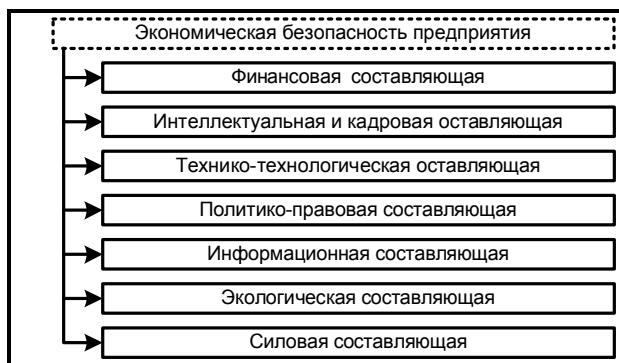 Экономическая безопасность предприятия
Финансовая составляющая
Интеллектуальная и кадровая оставляющая
Технико-технологическая оставляющая
Политико-правовая составляющая
Информационная составляющая
Экологическая составляющая
Силовая составляющая